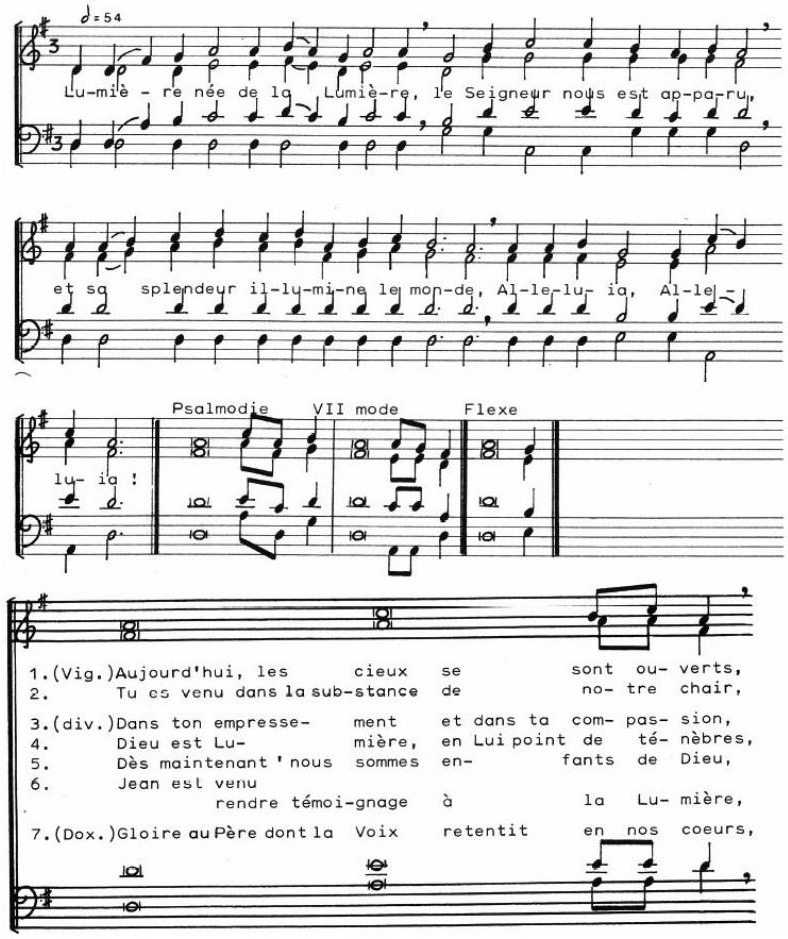 𝅗𝅥 = 54
3
Lu-miè - re née de la Lumiè-re, le Seigneur nous est ap-pa-ru,
3
et sa splendeur il-lu-mi-ne le mon-de, Al-le-lu- ia, Al-lel -
lu- ia !
Psalmodie VII mode Flexe
1.(Vig.)Aujourd'hui, les cieux se sont ou- verts,
2. Tu es venu dans la sub-stance de no- tre chair,
3.(div.)Dans ton empresse- ment et dans ta com- pas- sion,
4. Dieu est Lu- mière, en Lui point de té- nèbres,
5. Dès maintenant'nous sommes en- fants de Dieu,
6. Jean est venu
rendre témoi-gnage à la Lu- mière,
7.(Dox.)Gloire au Père dont la Voix retentit en nos coeurs,